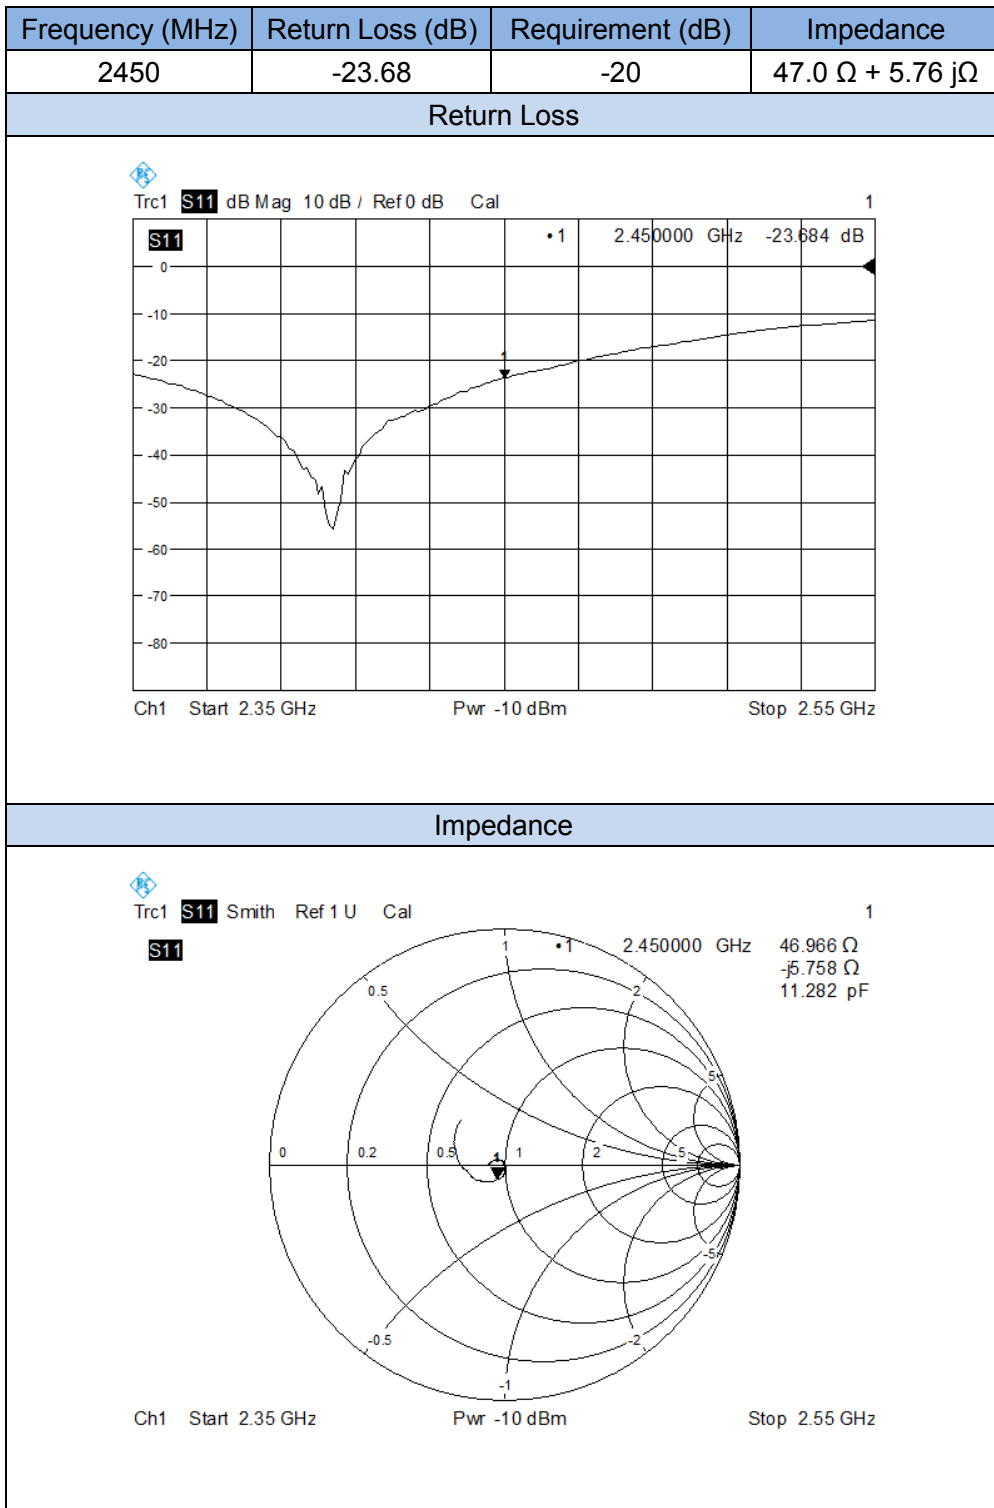 Frequency (MHz) Return Loss (dB) Requirement (dB) Impedance
2450 -23.68 -20 47.0 Ω + 5.76 jΩ
Return Loss
Trc1 S11 dB Mag 10 dB / Ref 0 dB Cal 1
S11 •1 2.450000 GHz -23.684 dB
0
-10
-20
1
-30
-40
-50
-60
-70
-80
Ch1 Start 2.35 GHz Pwr -10 dBm Stop 2.55 GHz
Impedance
Trc1 S11 Smith Ref 1 U Cal 1
S11 1 •1 2.450000 GHz 46.966 Ω
-j5.758 Ω
0.5 2 11.282 pF
5
0 0.2 0.5 1 1 2 5
-5
-0.5 -2
-1
Ch1 Start 2.35 GHz Pwr -10 dBm Stop 2.55 GHz